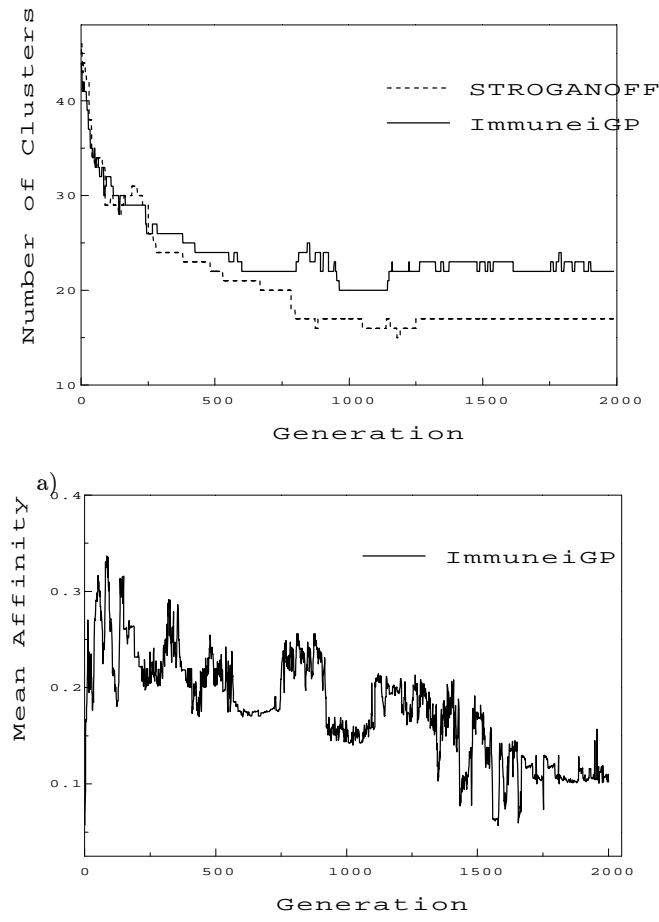 Number of Clusters
40
30
20
10
STROGANOFF
ImmuneiGP
0
500
1000
1500
2000
Generation
a)
Mean Affinity
0.4
0.3
0.2
0.1
ImmuneiGP
0
500
1000
1500
2000
Generation